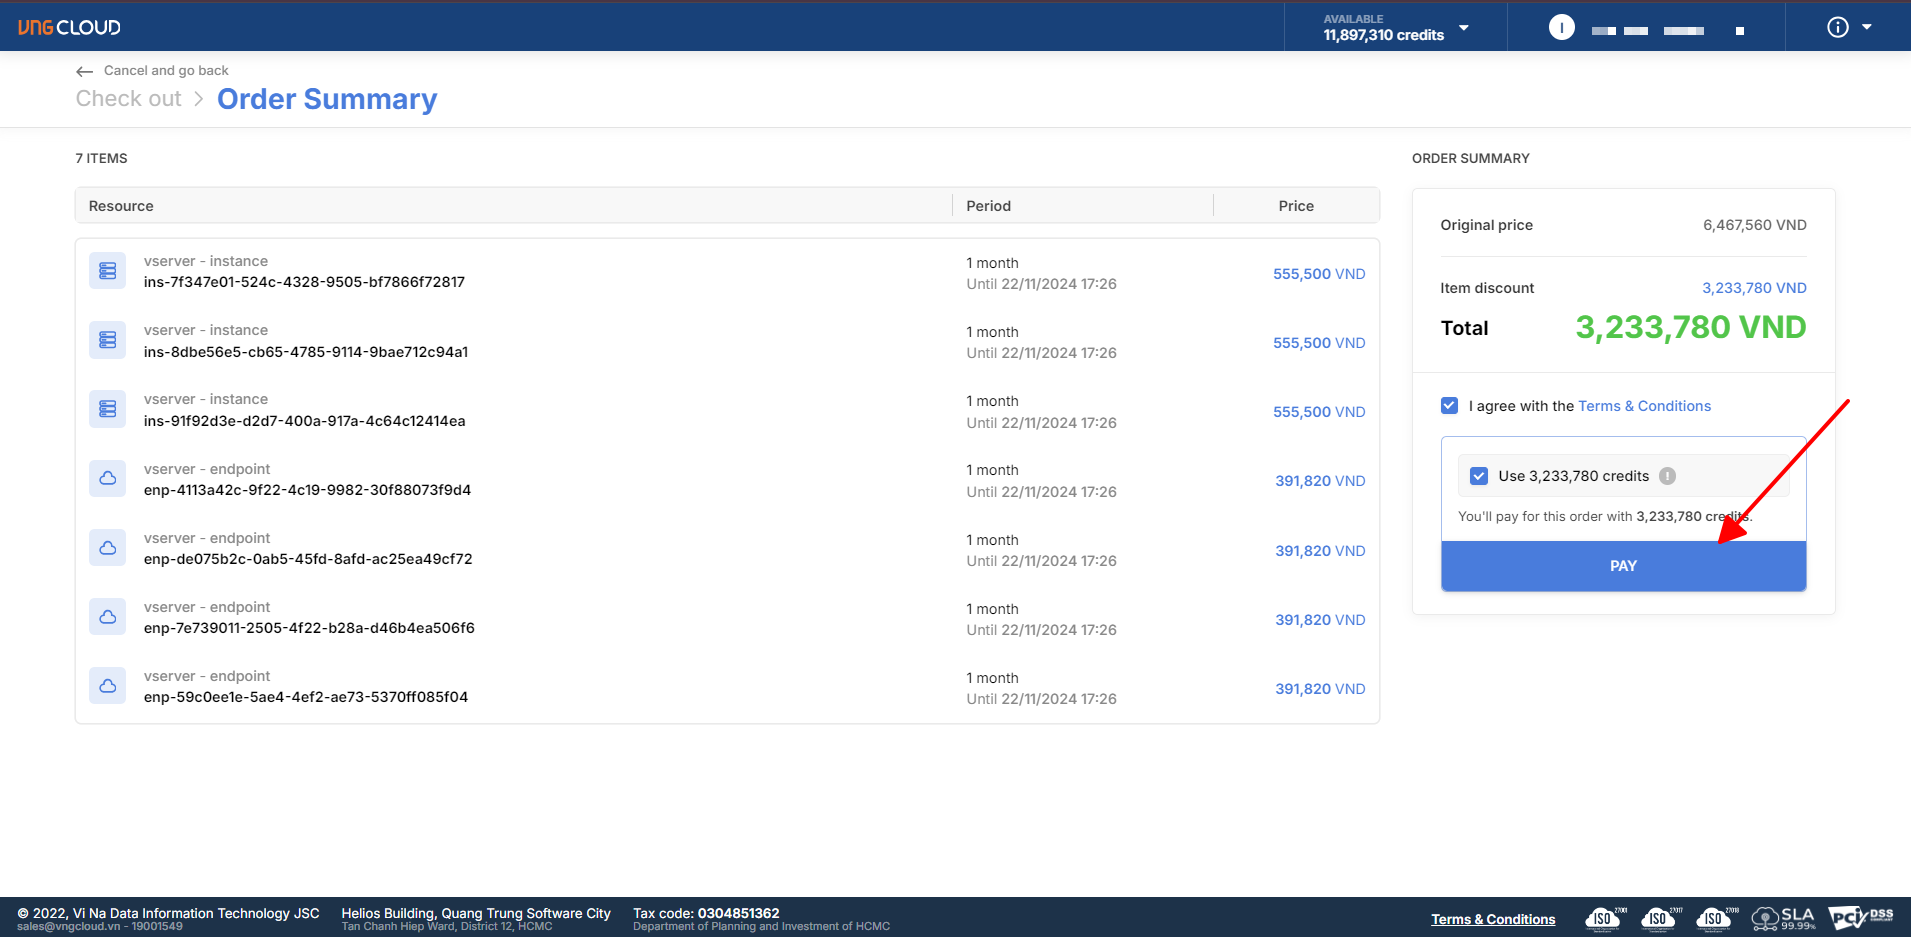 VNG CLOUD
AVAILABLE
11,897,310 credits
I
Cancel and go back
Check out > Order Summary
7 ITEMS
Resource Period Price
vserver - instance
ins-7f347e01-524c-4328-9505-bf7866f72817
1 month
Until 22/11/2024 17:26
555,500 VND
vserver - instance
ins-8dbe56e5-cb65-4785-9114-9bae712c94a1
1 month
Until 22/11/2024 17:26
555,500 VND
vserver - instance
ins-91f92d3e-d2d7-400a-917a-4c64c12414ea
1 month
Until 22/11/2024 17:26
555,500 VND
vserver - endpoint
enp-4113a42c-9f22-4c19-9982-30f88073f9d4
1 month
Until 22/11/2024 17:26
391,820 VND
vserver - endpoint
enp-de075b2c-0ab5-45fd-8afd-ac25ea49cf72
1 month
Until 22/11/2024 17:26
391,820 VND
vserver - endpoint
enp-7e739011-2505-4f22-b28a-d46b4ea506f6
1 month
Until 22/11/2024 17:26
391,820 VND
vserver - endpoint
enp-59c0ee1e-5ae4-4ef2-ae73-5370ff085f04
1 month
Until 22/11/2024 17:26
391,820 VND
ORDER SUMMARY
Original price 6,467,560 VND
Item discount 3,233,780 VND
Total 3,233,780 VND
I agree with the Terms & Conditions
Use 3,233,780 credits
You'll pay for this order with 3,233,780 credits.
PAY
© 2022, Vi Na Data Information Technology JSC
sales@vngcloud.vn - 19001549
Helios Building, Quang Trung Software City
Tan Chanh Hiep Ward, District 12, HCMC
Tax code: 0304851362
Department of Planning and Investment of HCMC
Terms & Conditions
ISO 27001
ISO 27017
ISO 27018
SLA
99.99%
PCI DSS